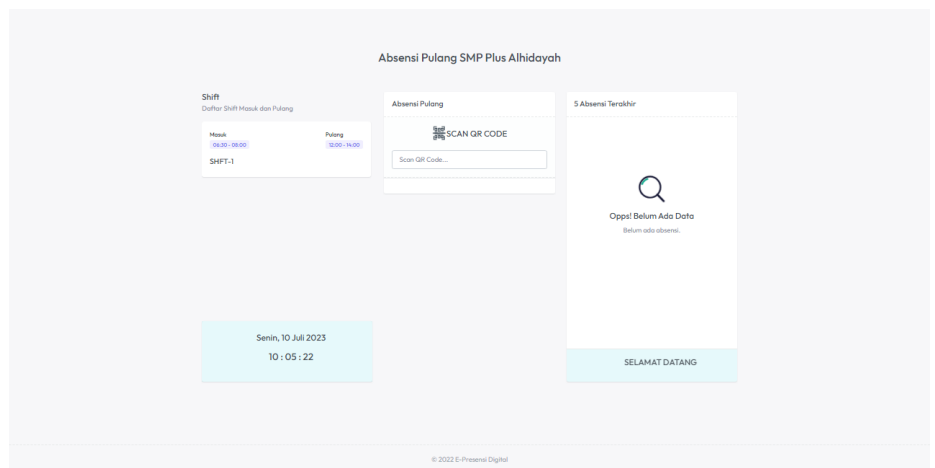 Absensi Pulang SMP Plus Alhidayah
Shift
Daftar Shift Masuk dan Pulang
Masuk
06:30 - 08:00
Pulang
12:00 - 14:00
SHFT-1
Senin, 10 Juli 2023
10 : 05 : 22
Absensi Pulang
SCAN QR CODE
Scan QR Code...
5 Absensi Terakhir
Opps! Belum Ada Data
Belum ada absensi.
SELAMAT DATANG
© 2022 E-Presensi Digital